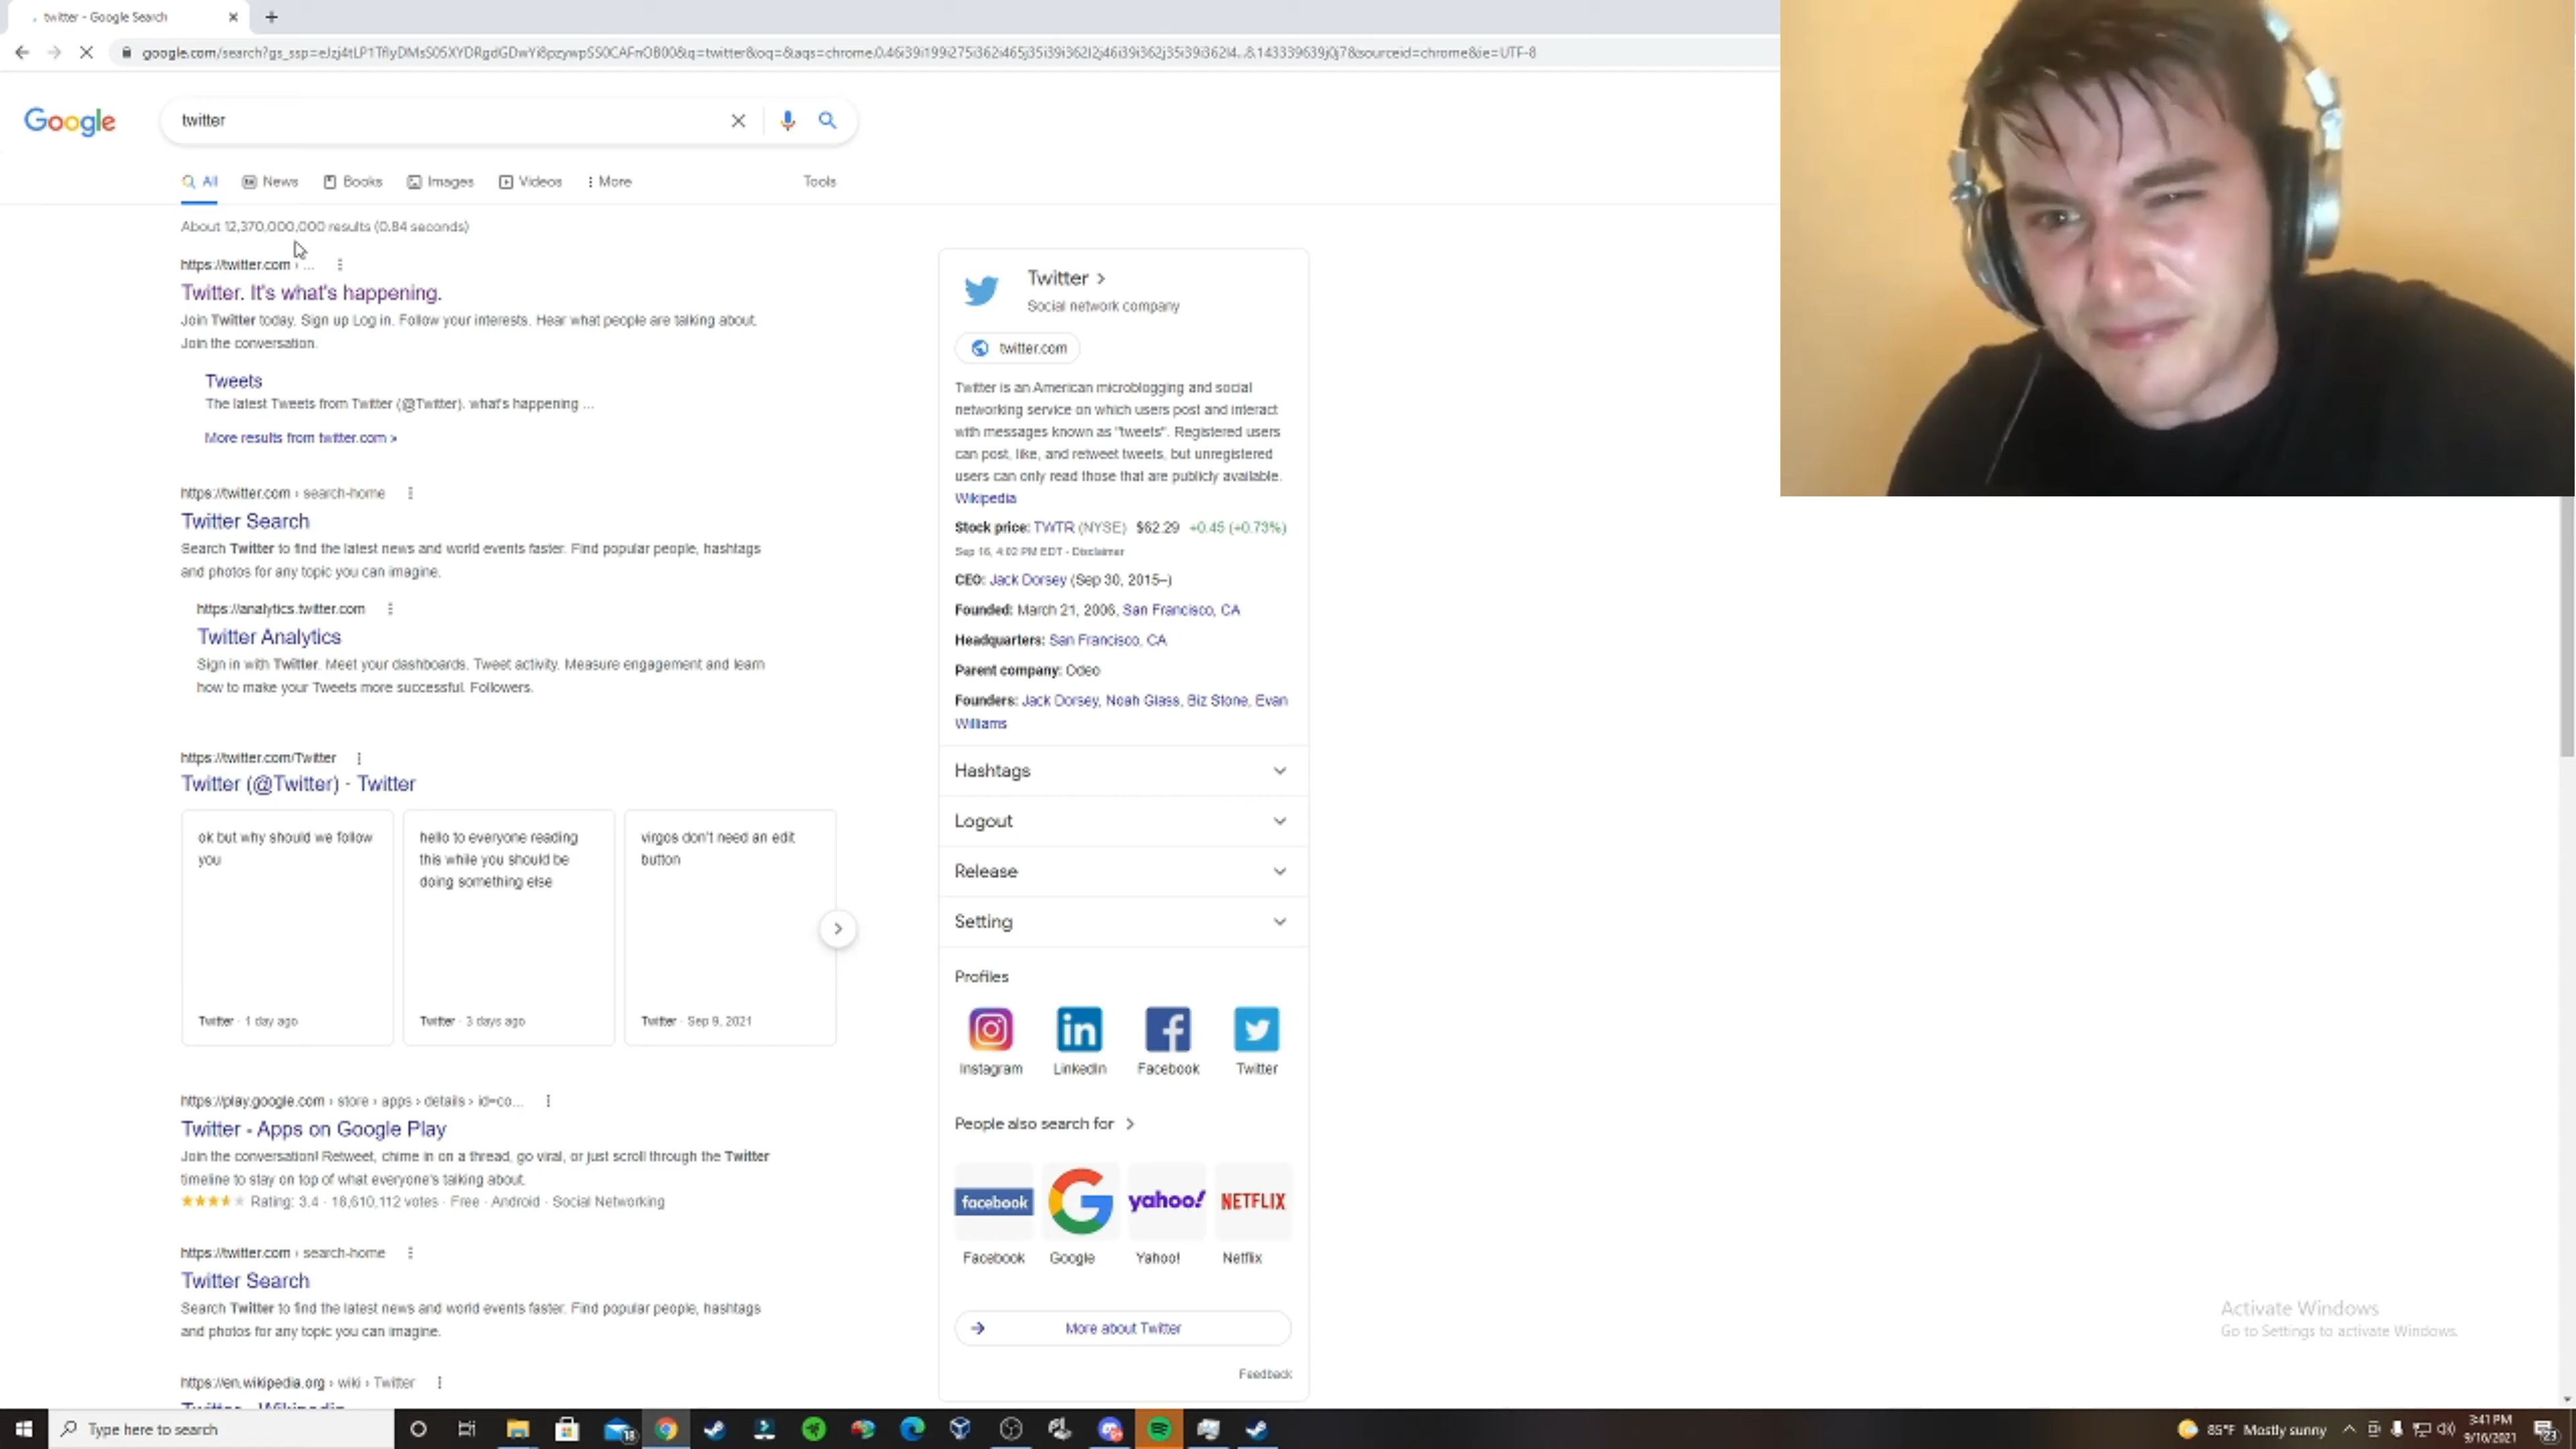 twitter - Google Search
google.com/search?gs_ssp=
twitter
Google
All News Books Images Videos More Tools
About 12,370,000,000 results (0.84 seconds)
https://twitter.com › ...
Twitter. It's what's happening.
Join Twitter today. Sign up Log in. Follow your interests. Hear what people are talking about.
Join the conversation.
Tweets
The latest Tweets from Twitter (@Twitter). what's happening ...
More results from twitter.com »
https://twitter.com › search-home
Twitter Search
Search Twitter to find the latest news and world events faster. Find popular people, hashtags
and photos for any topic you can imagine.
https://analytics.twitter.com
Twitter Analytics
Sign in with Twitter. Meet your dashboards. Tweet activity. Measure engagement and learn
how to make your Tweets more successful. Followers.
https://twitter.com/Twitter
Twitter (@Twitter) - Twitter
ok but why should we follow
you
Twitter · 1 day ago
hello to everyone reading
this while you should be
doing something else
Twitter · 3 days ago
virgos don't need an edit
button
Twitter · Sep 9, 2021
https://play.google.com › store › apps › details › id=co...
Twitter - Apps on Google Play
Join the conversation! Retweet, chime in on a thread, go viral, or just scroll through the Twitter
timeline to stay on top of what everyone's talking about.
Rating: 3.4 · 18,610,112 votes · Free · Android · Social Networking
https://twitter.com › search-home
Twitter Search
Search Twitter to find the latest news and world events faster. Find popular people, hashtags
and photos for any topic you can imagine.
https://en.wikipedia.org › wiki › Twitter
Twitter - Wikipedia
Twitter
Social network company
twitter.com
Twitter is an American microblogging and social
networking service on which users post and interact
with messages known as "tweets". Registered users
can post, like, and retweet tweets, but unregistered
users can only read those that are publicly available.
Wikipedia
Stock price: TWTR (NYSE) $62.29 +0.45 (+0.73%)
Sep 16, 4:02 PM EDT - Disclaimer
CEO: Jack Dorsey (Sep 30, 2015–)
Founded: March 21, 2006, San Francisco, CA
Headquarters: San Francisco, CA
Parent company: Odeo
Founders: Jack Dorsey, Noah Glass, Biz Stone, Evan
Williams
Hashtags
Logout
Release
Setting
Profiles
in f
Instagram LinkedIn Facebook Twitter
People also search for
facebook G yahoo! NETFLIX
Facebook Google Yahoo! Netflix
More about Twitter
Feedback
Activate Windows
Go to Settings to activate Windows.
Type here to search
18
85°F Mostly sunny
3:41 PM
9/16/2021
23